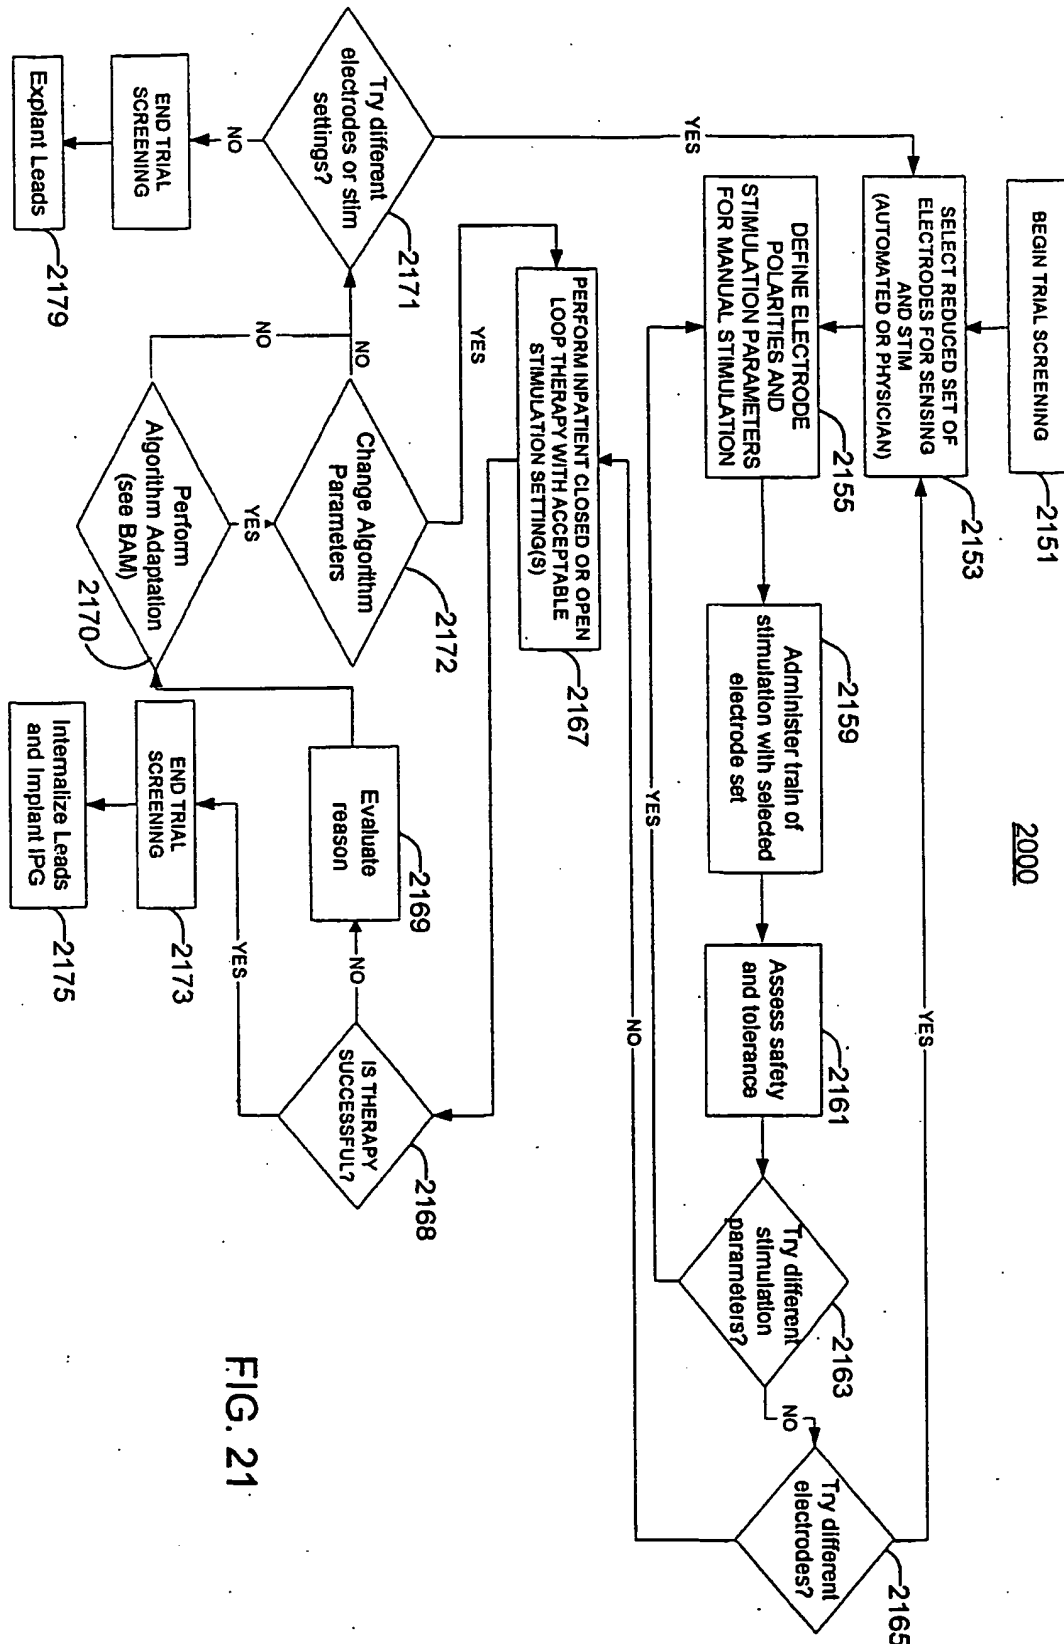 2000
BEGIN TRIAL SCREENING
2151
SELECT REDUCED SET OF
ELECTRODES FOR SENSING
AND STIM
(AUTOMATED OR PHYSICIAN)
2153
DEFINE ELECTRODE
POLARITIES AND
STIMULATION PARAMETERS
FOR MANUAL STIMULATION
2155
Administer train of
stimulation with selected
electrode set
2159
Assess safety
and tolerance
2161
Try different
stimulation
parameters?
2163
YES
NO
Try different
electrodes?
2165
YES
NO
PERFORM INPATIENT CLOSED OR OPEN
LOOP THERAPY WITH ACCEPTABLE
STIMULATION SETTING(S)
2167
IS THERAPY
SUCCESSFUL?
2168
NO
YES
Evaluate
reason
2169
END TRIAL
SCREENING
2173
Internalize Leads
and Implant IPG
2175
Perform
Algorithm Adaptation
(see BAM)
2170
YES
NO
Change Algorithm
Parameters
2172
YES
NO
Try different
electrodes or stim
settings?
2171
YES
NO
END TRIAL
SCREENING
Explant Leads
2179
FIG. 21